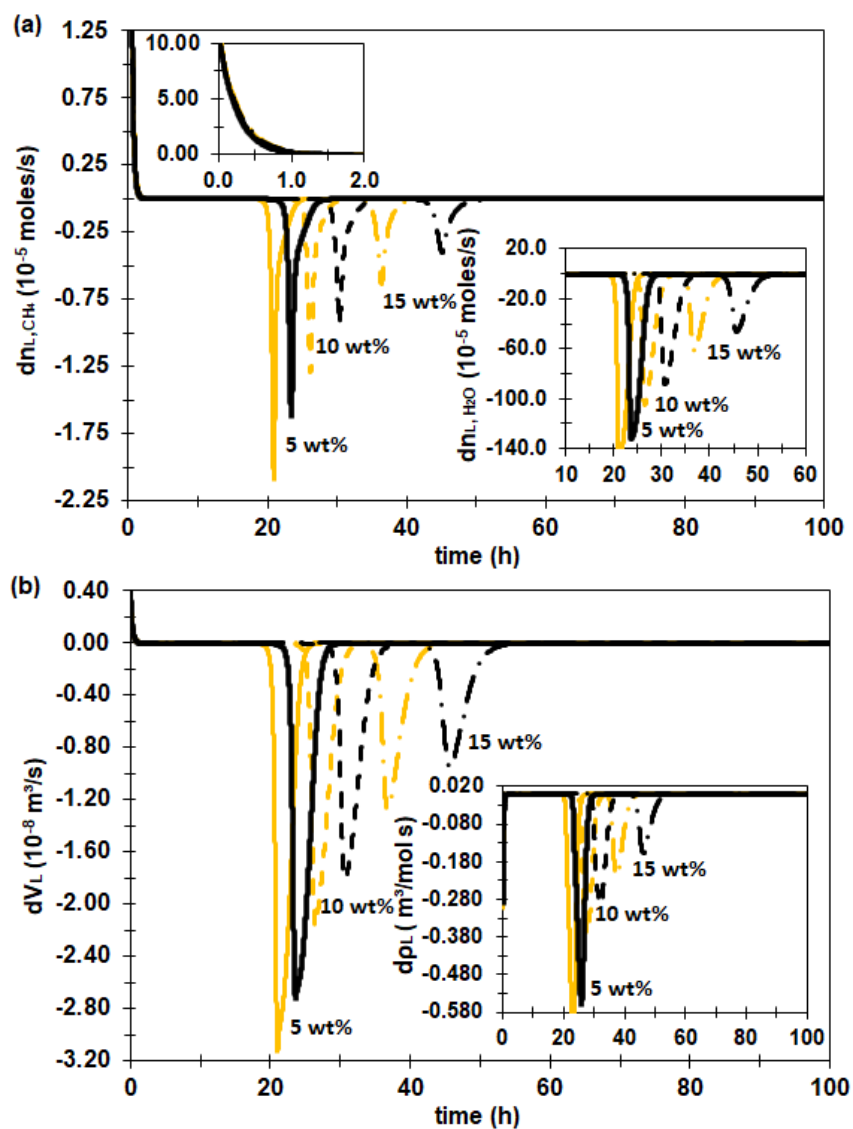 (a)
1.25
0.75
0.25
-0.25
-0.75
-1.25
-1.75
-2.25
dnL,CH4 (10-5 moles/s)
10.00
5.00
0.00
0.0 1.0 2.0
5 wt%
10 wt%
15 wt%
20.0
-20.0
-60.0
-100.0
-140.0
dnL,H2O (10-5 moles/s)
15 wt%
10 wt%
5 wt%
10 20 30 40 50 60
0 20 40 60 80 100
time (h)
(b)
0.40
0.00
-0.40
-0.80
-1.20
-1.60
-2.00
-2.40
-2.80
-3.20
dVL (10-8 m3/s)
15 wt%
10 wt%
5 wt%
0.020
-0.080
-0.180
-0.280
-0.380
-0.480
-0.580
dρL ( m3/mol s)
15 wt%
10 wt%
5 wt%
0 20 40 60 80 100
0 20 40 60 80 100
time (h)